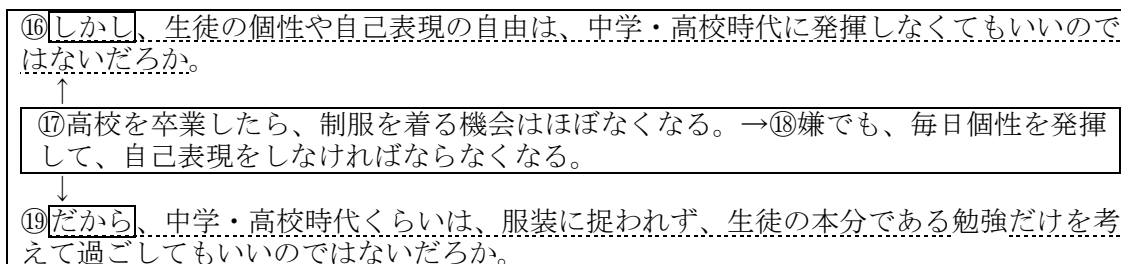 ⑯しかし、生徒の個性や自己表現の自由は、中学・高校時代に発揮しなくてもいいので
はないだろか。
↑
⑰高校を卒業したら、制服を着る機会はほぼなくなる。→⑱嫌でも、毎日個性を発揮
して、自己表現をしなければならなくなる。
↓
⑲だから、中学・高校時代くらいは、服装に捉われず、生徒の本分である勉強だけを考
えて過ごしてもいいのではないだろか。